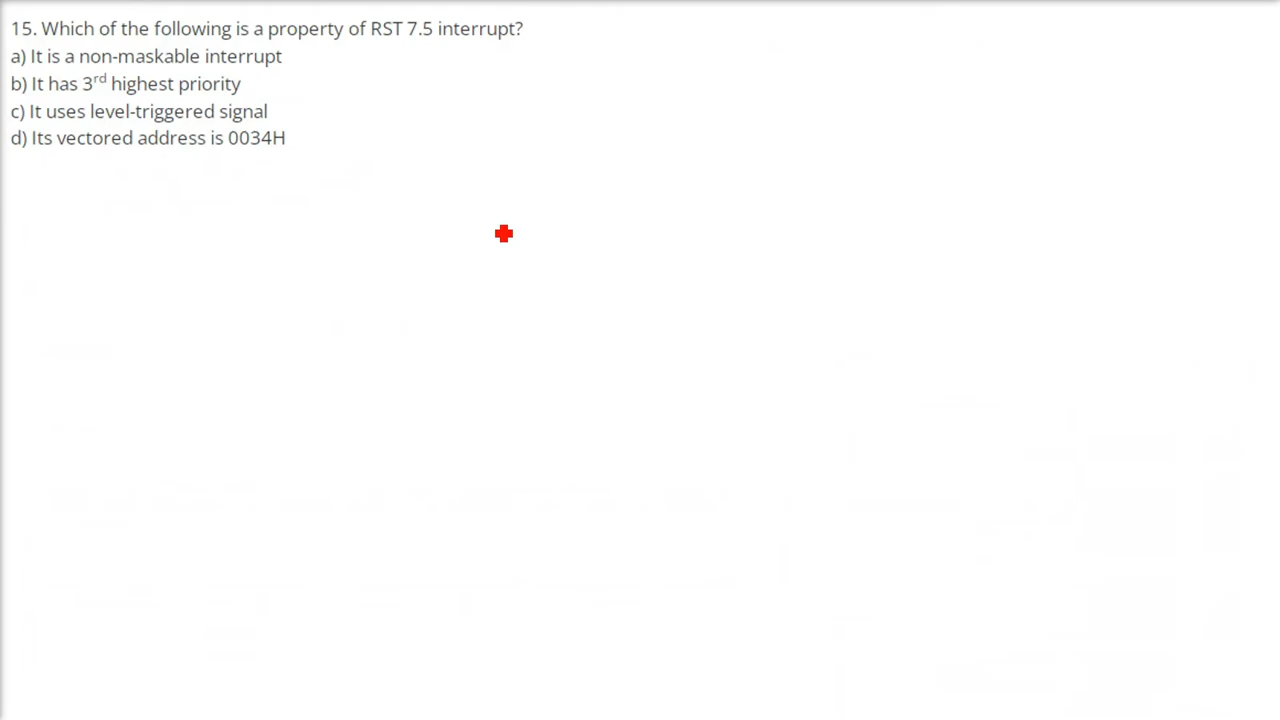 15. Which of the following is a property of RST 7.5 interrupt?
a) It is a non-maskable interrupt
b) It has 3rd highest priority
c) It uses level-triggered signal
d) Its vectored address is 0034H